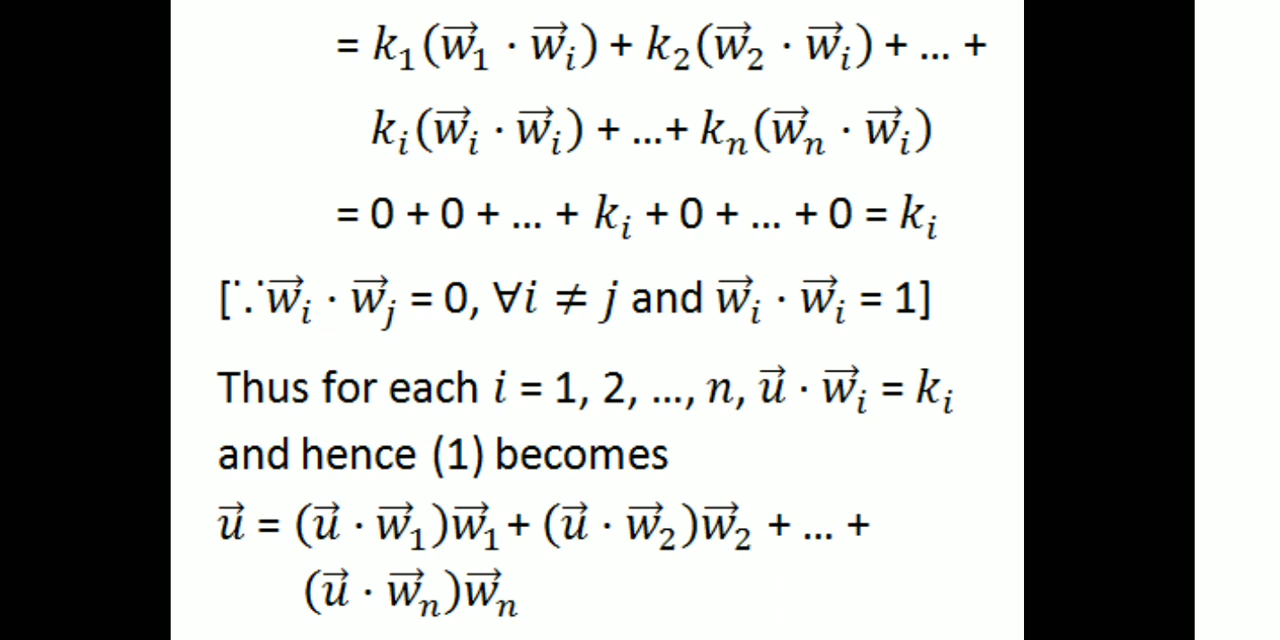 = k₁(w⃗₁ · w⃗ᵢ) + k₂(w⃗₂ · w⃗ᵢ) + ... +
kᵢ(w⃗ᵢ · w⃗ᵢ) + ...+ kₙ(w⃗ₙ · w⃗ᵢ)
= 0 + 0 + ... + kᵢ + 0 + ... + 0 = kᵢ
[∵w⃗ᵢ · w⃗ⱼ = 0, ∀i ≠ j and w⃗ᵢ · w⃗ᵢ = 1]
Thus for each i = 1, 2, ..., n, u⃗ · w⃗ᵢ = kᵢ
and hence (1) becomes
u⃗ = (u⃗ · w⃗₁)w⃗₁+ (u⃗ · w⃗₂)w⃗₂ + ... +
(u⃗ · w⃗ₙ)w⃗ₙ